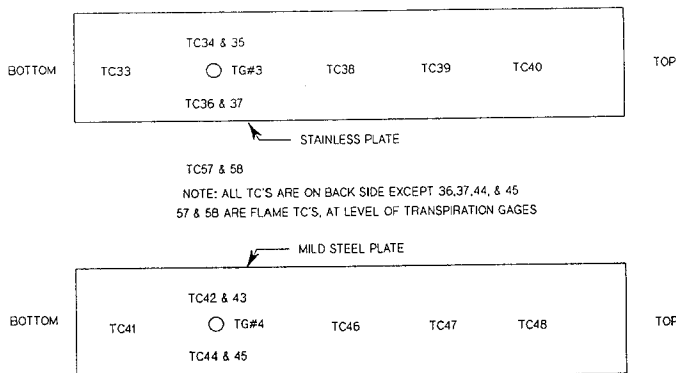 TC34 & 35
BOTTOM TC33 TG#3 TC38 TC39 TC40 TOP
TC36 & 37
STAINLESS PLATE
TC57 & 58
NOTE: ALL TC'S ARE ON BACK SIDE EXCEPT 36,37,44, & 45
57 & 58 ARE FLAME TC'S, AT LEVEL OF TRANSPIRATION GAGES
MILD STEEL PLATE
TC42 & 43
BOTTOM TC41 TG#4 TC46 TC47 TC48 TOP
TC44 & 45